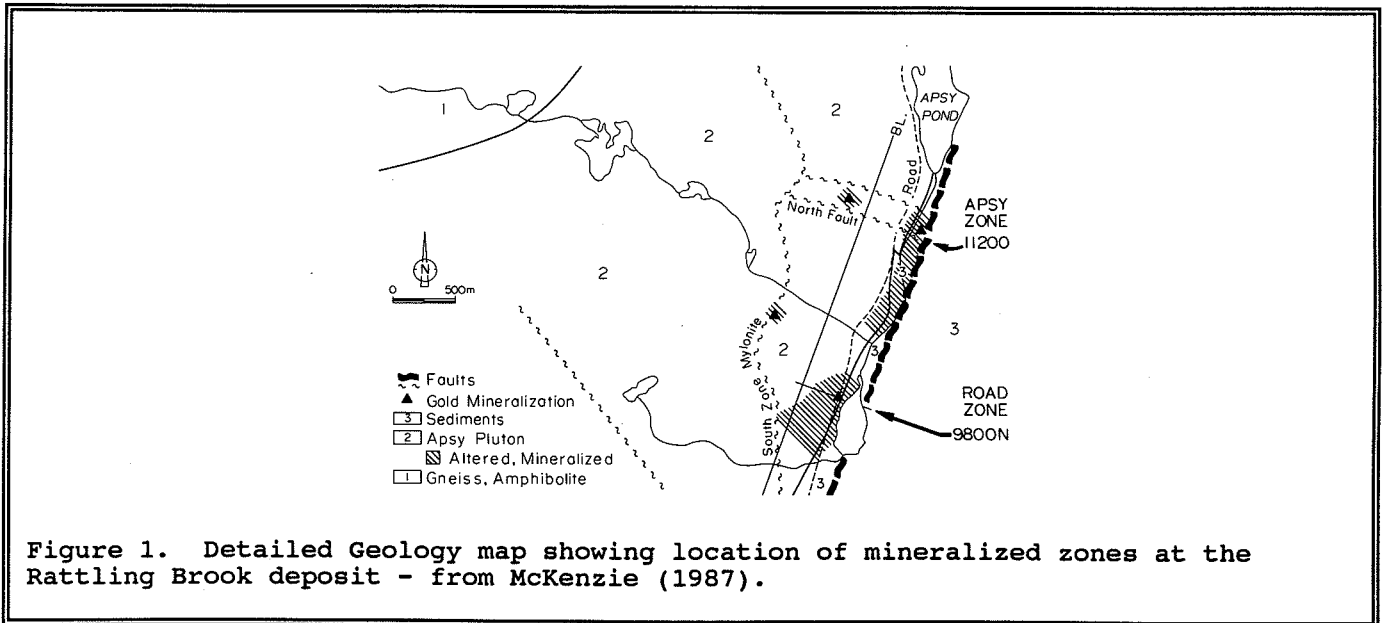 1
2
2
BL.
Road
APSY
POND
North Fault
APSY
ZONE
11200
3
N
0 500m
2
3
South Zone Mylonite
2
3
ROAD
ZONE
9800N
3
Faults
Gold Mineralization
3 Sediments
2 Apsy Pluton
Altered, Mineralized
1 Gneiss, Amphibolite
Figure 1. Detailed Geology map showing location of mineralized zones at the
Rattling Brook deposit - from McKenzie (1987).